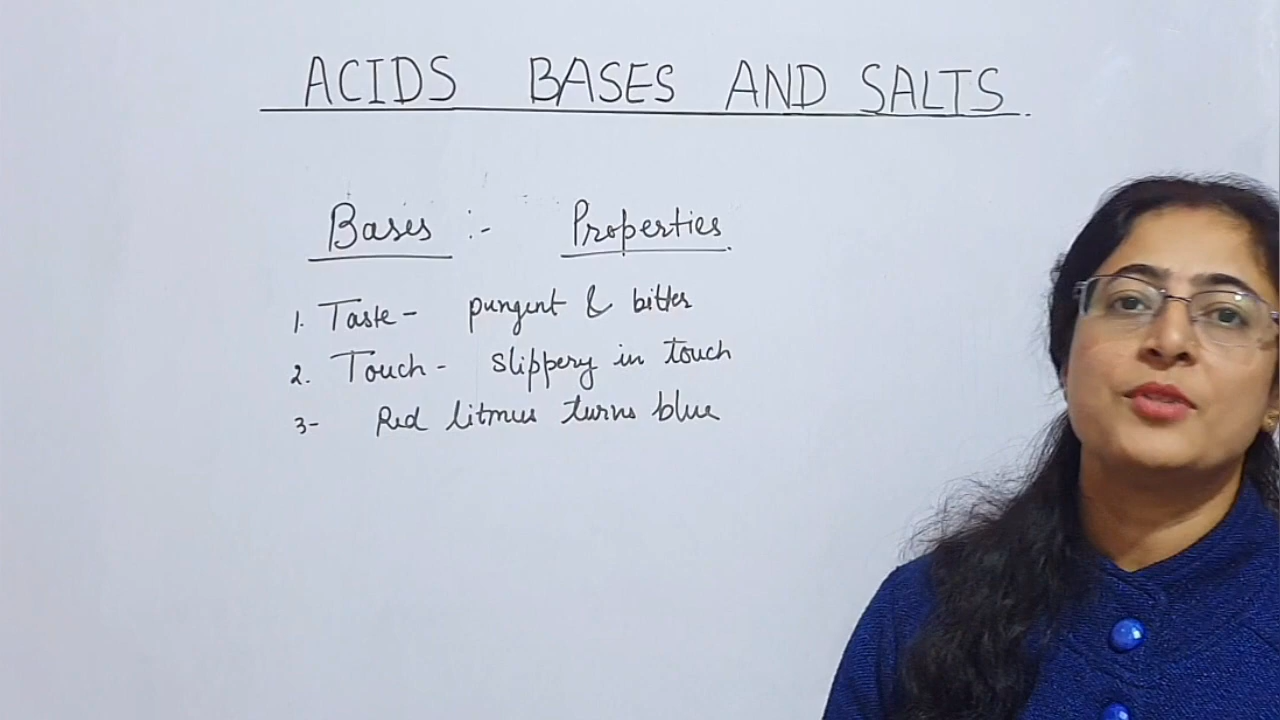 ACIDS BASES AND SALTS.
Bases :- Properties.
1. Taste - pungent & bitter
2. Touch - slippery in touch
3- Red litmus turns blue